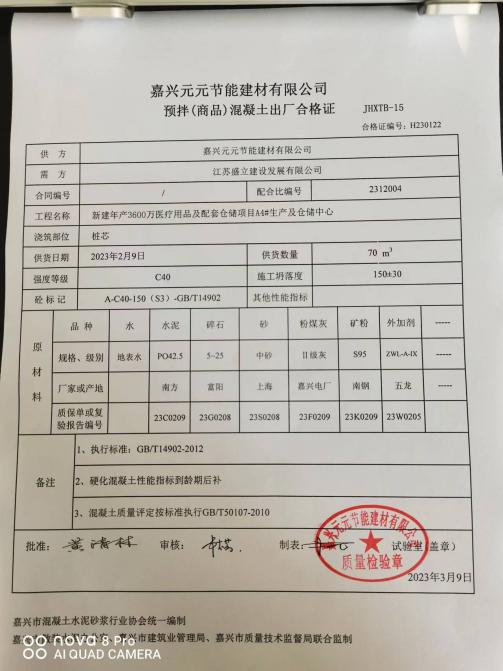 嘉兴元元节能建材有限公司
预拌(商品)混凝土出厂合格证 JHXTB-15
合格证编号：H230122
供 方 嘉兴元元节能建材有限公司
需 方 江苏盛立建设发展有限公司
合同编号 / 配合比编号 2312004
工程名称 新建年产3600万医疗用品及配套仓储项目A4#生产及仓储中心
浇筑部位 桩芯
供货日期 2023年2月9日 供货数量 70 m³
强度等级 C40 施工坍落度 150±30
砼 标 记 A-C40-150（S3）-GB/T14902 其他性能指标
原材料
品 种 水 水泥 碎石 砂 粉煤灰 矿粉 外加剂 -----
规格、级别 地表水 PO42.5 5-25 中砂 Ⅱ级灰 S95 ZWL-A-IX -----
厂家或产地 南方 富阳 上海 嘉兴电厂 南钢 五龙 -----
质保单或复验报告编号 23C0209 23G0208 23S0208 23F0209 23K0209 23W0205 -----
备注
1、执行标准：GB/T14902-2012
2、硬化混凝土性能指标到龄期后补
3、混凝土质量评定按标准执行GB/T50107-2010
批准： 审核： 制表： 试验室(盖章)
嘉兴元元节能建材有限公司
质量检验章
2023年3月9日
嘉兴市混凝土水泥砂浆行业协会统一编制
嘉兴市建筑业管理局、嘉兴市质量技术监督局联合监制
nova 8 Pro
AI QUAD CAMERA